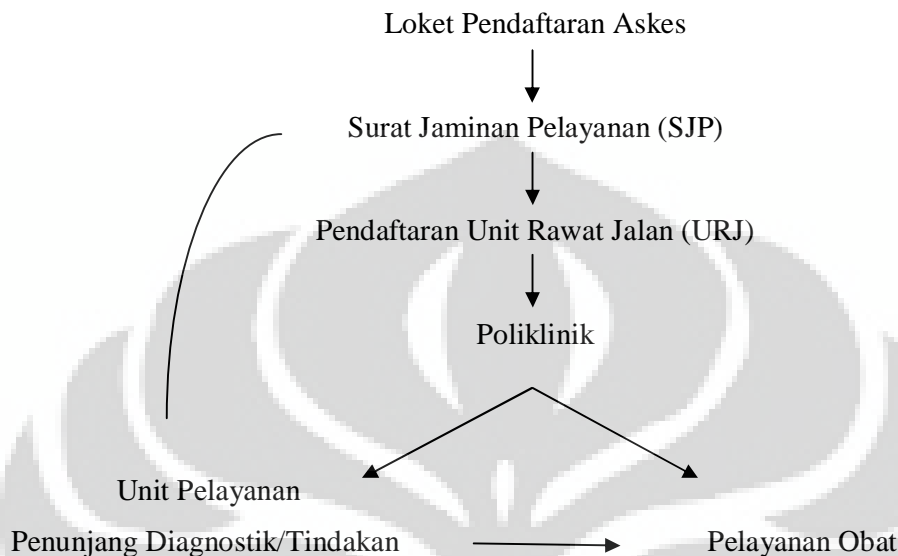 Loket Pendaftaran Askes
Surat Jaminan Pelayanan (SJP)
Pendaftaran Unit Rawat Jalan (URJ)
Poliklinik
Unit Pelayanan
Penunjang Diagnostik/Tindakan
Pelayanan Obat